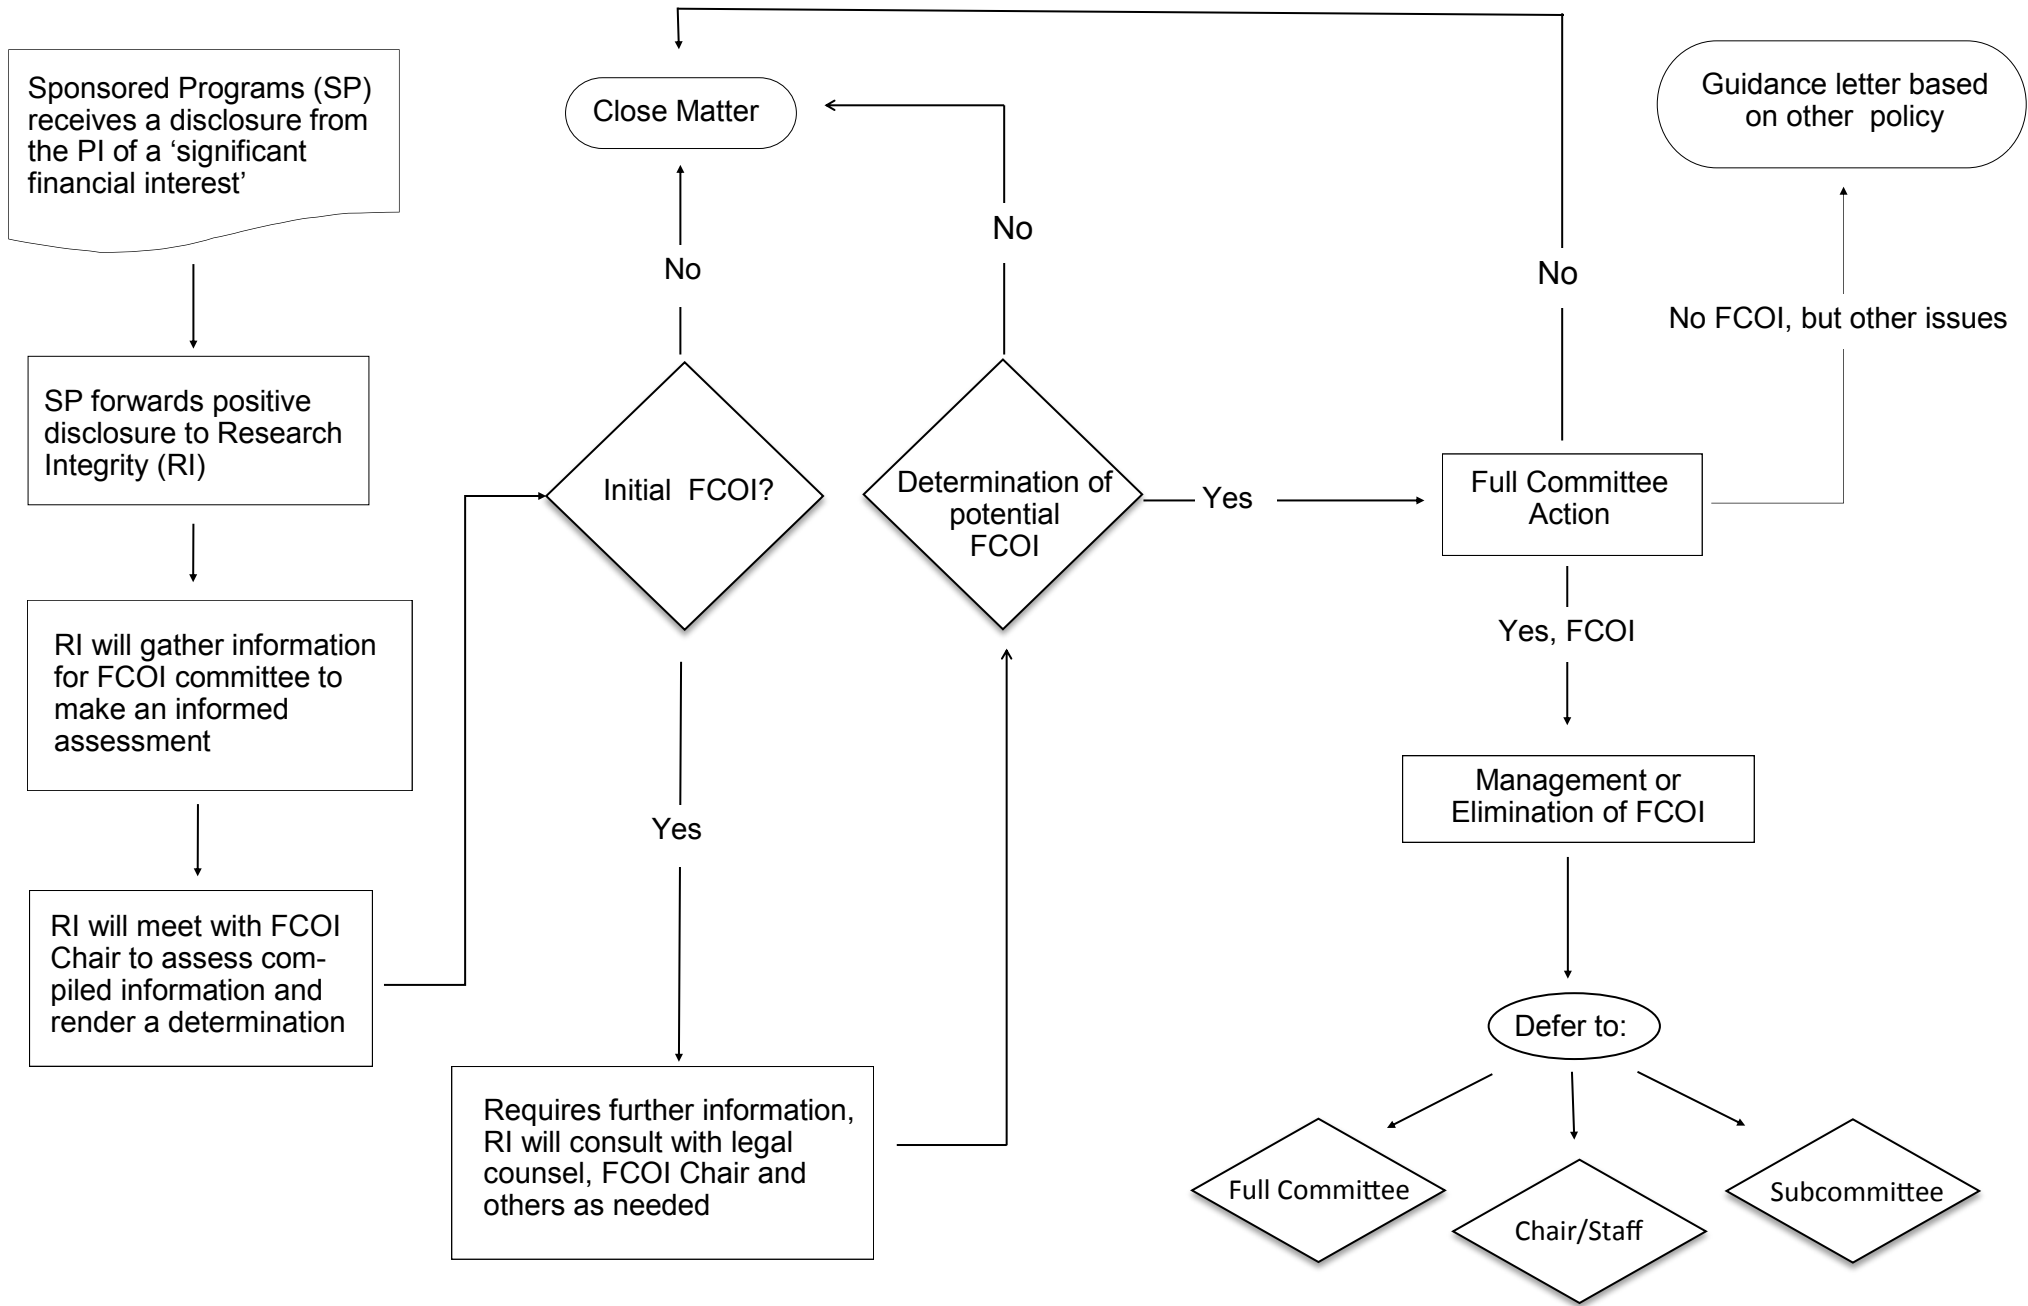 Sponsored Programs (SP)
receives a disclosure from
the PI of a ‘significant
financial interest’
SP forwards positive
disclosure to Research
Integrity (RI)
RI will gather information
for FCOI committee to
make an informed
assessment
RI will meet with FCOI
Chair to assess com-
piled information and
render a determination
Close Matter
No
Initial FCOI?
Yes
Requires further information,
RI will consult with legal
counsel, FCOI Chair and
others as needed
No
Determination of
potential
FCOI
Yes
No
Full Committee
Action
Guidance letter based
on other policy
No FCOI, but other issues
Yes, FCOI
Management or
Elimination of FCOI
Defer to:
Full Committee
Chair/Staff
Subcommittee